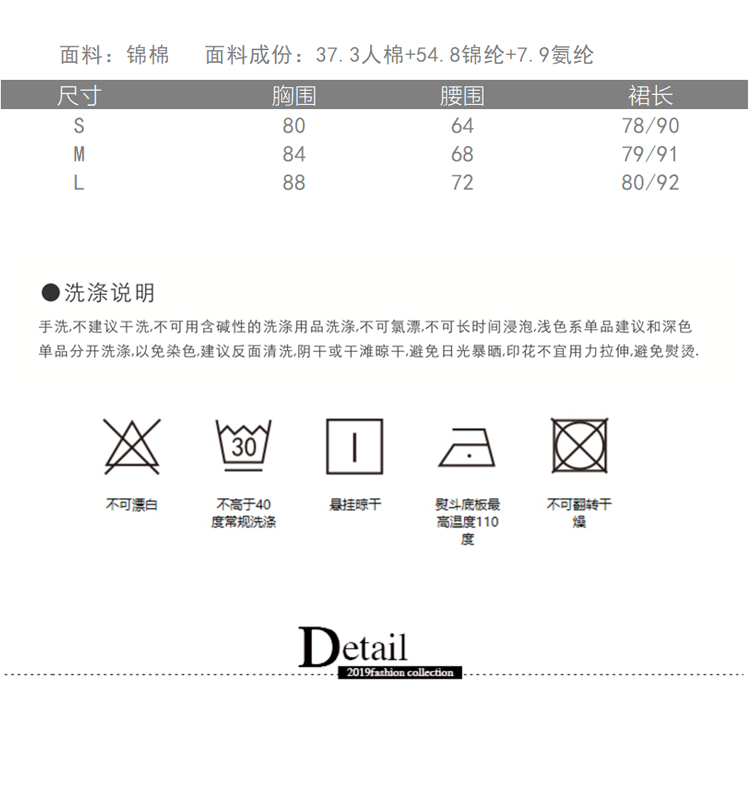 面料：锦棉 面料成份：37.3人棉+54.8锦纶+7.9氨纶
尺寸 胸围 腰围 裙长
S 80 64 78/90
M 84 68 79/91
L 88 72 80/92
●洗涤说明
手洗,不建议干洗,不可用含碱性的洗涤用品洗涤,不可氯漂,不可长时间浸泡,浅色系单品建议和深色
单品分开洗涤,以免染色,建议反面清洗,阴干或干滩晾干,避免日光暴晒,印花不宜用力拉伸,避免熨烫.
30
不可漂白 不高于40 悬挂晾干 熨斗底板最 不可翻转干
度常规洗涤 高温度110 燥
度
Detail
2019fashion collection